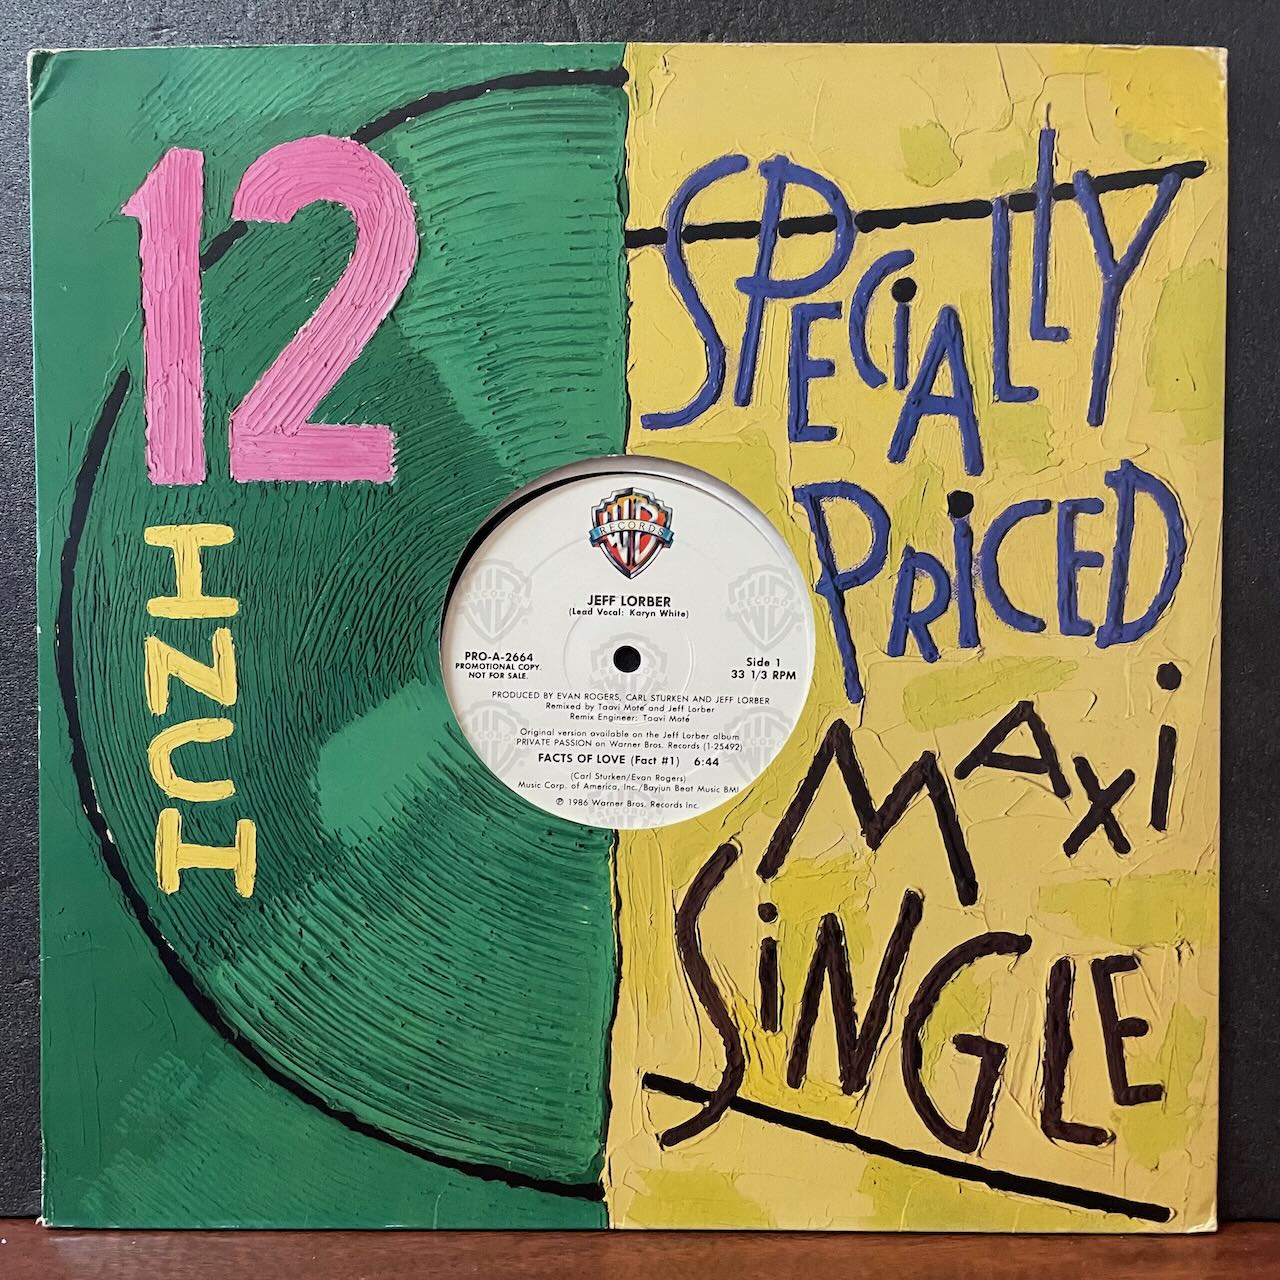 12
INCH
SPECiALLY
PRiCED
MAXi
SiNGLE
WB
RECORDS
JEFF LORBER
(Lead Vocal: Karyn White)
PRO-A-2664
PROMOTIONAL COPY.
NOT FOR SALE.
Side 1
33 1/3 RPM
PRODUCED BY EVAN ROGERS, CARL STURKEN AND JEFF LORBER
Remixed by Taavi Moté and Jeff Lorber
Remix Engineer: Taavi Moté
Original version available on the Jeff Lorber album
PRIVATE PASSION on Warner Bros. Records (1-25492)
FACTS OF LOVE (Fact #1) 6:44
(Carl Sturken/Evan Rogers)
Music Corp. of America, Inc./Bayjun Beat Music BMI
℗ 1986 Warner Bros. Records Inc.